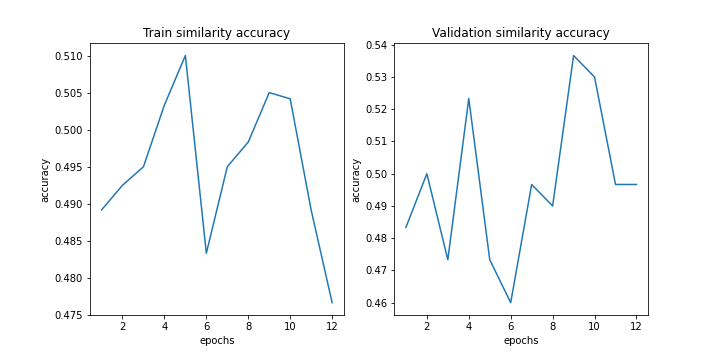 Train similarity accuracy
0.510
0.505
0.500
0.495
0.490
0.485
0.480
0.475
accuracy
2 4 6 8 10 12
epochs
Validation similarity accuracy
0.54
0.53
0.52
0.51
0.50
0.49
0.48
0.47
0.46
accuracy
2 4 6 8 10 12
epochs